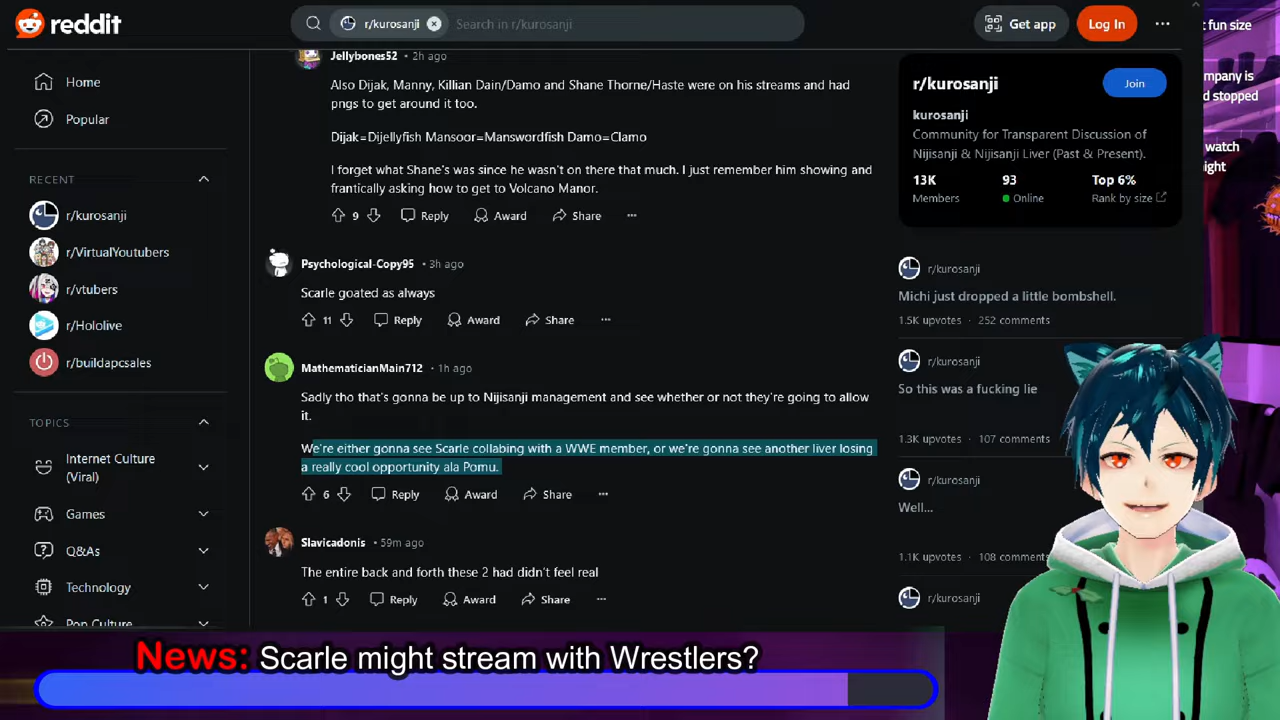 reddit
r/kurosanji
Search in r/kurosanji
Get app
Log In
t fun size
Home
Popular
RECENT
r/kurosanji
r/VirtualYoutubers
r/vtubers
r/Hololive
r/buildapcsales
TOPICS
Internet Culture
(Viral)
Games
Q&As
Technology
Pop Culture
Jellybones52 • 2h ago
Also Dijak, Manny, Killian Dain/Damo and Shane Thorne/Haste were on his streams and had
pngs to get around it too.
Dijak=Dijellyfish Mansoor=Manswordfish Damo=Clamo
I forget what Shane's was since he wasn't on there that much. I just remember him showing and
frantically asking how to get to Volcano Manor.
9 Reply Award Share
Psychological-Copy95 • 3h ago
Scarle goated as always
11 Reply Award Share
MathematicianMain712 • 1h ago
Sadly tho that's gonna be up to Nijisanji management and see whether or not they're going to allow
it.
We're either gonna see Scarle collabing with a WWE member, or we're gonna see another liver losing
a really cool opportunity ala Pomu.
6 Reply Award Share
Slavicadonis • 59m ago
The entire back and forth these 2 had didn't feel real
1 Reply Award Share
r/kurosanji
Join
kurosanji
Community for Transparent Discussion of
Nijisanji & Nijisanji Liver (Past & Present).
13K 93 Top 6%
Members Online Rank by size
r/kurosanji
Michi just dropped a little bombshell.
1.5K upvotes • 252 comments
r/kurosanji
So this was a fucking lie
1.3K upvotes • 107 comments
r/kurosanji
Well...
1.1K upvotes • 108 comments
r/kurosanji
mpany is
d stopped
watch
ight
News: Scarle might stream with Wrestlers?